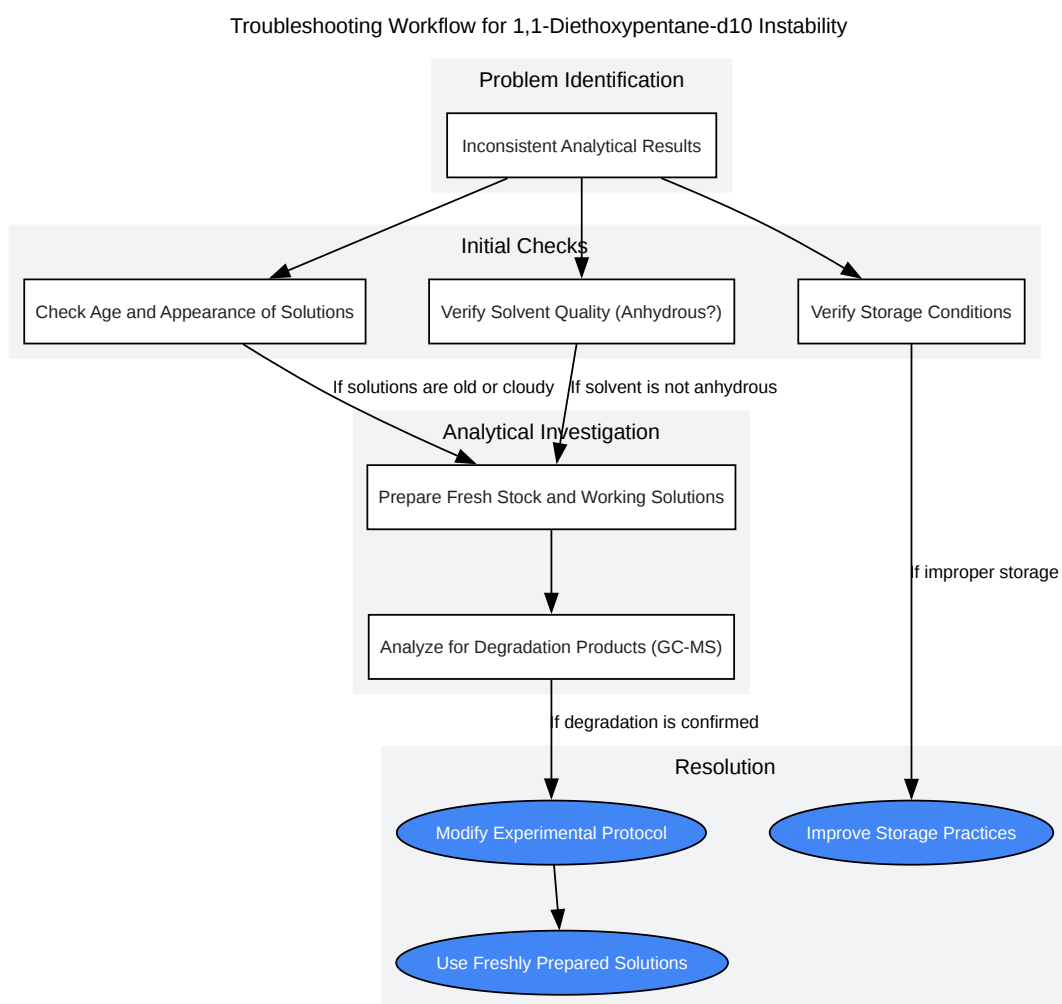 Troubleshooting Workflow for 1,1-Diethoxypentane-d10 Instability
Problem Identification
Inconsistent Analytical Results
Initial Checks
Check Age and Appearance of Solutions
Verify Solvent Quality (Anhydrous?)
Verify Storage Conditions
If solutions are old or cloudy
If solvent is not anhydrous
Analytical Investigation
Prepare Fresh Stock and Working Solutions
If improper storage
Analyze for Degradation Products (GC-MS)
If degradation is confirmed
Resolution
Modify Experimental Protocol
Improve Storage Practices
Use Freshly Prepared Solutions